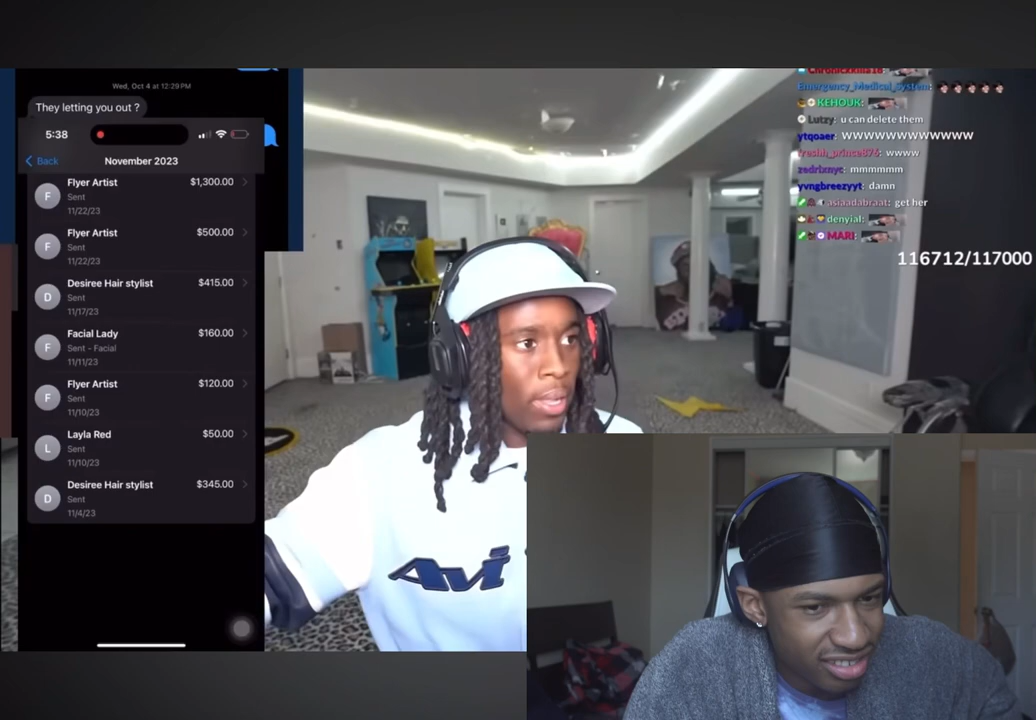 Wed, Oct 4 at 12:29 PM
They letting you out ?
5:38
Back
November 2023
F
Flyer Artist
$1,300.00
Sent
11/22/23
F
Flyer Artist
$500.00
Sent
11/22/23
D
Desiree Hair stylist
$415.00
Sent
11/17/23
F
Facial Lady
$160.00
Sent - Facial
11/11/23
F
Flyer Artist
$120.00
Sent
11/10/23
L
Layla Red
$50.00
Sent
11/10/23
D
Desiree Hair stylist
$345.00
Sent
11/4/23
Avi
Emergency_Medical_System:
KEHOUK:
Lutzy: u can delete them
ytqoaer: WWWWWWWWWWWW
freshh_prince876: wwww
zedrixnyc: mmmmmm
yvngbreezyyt: damn
asiaadabraat: get her
denyial:
MARI:
116712/117000